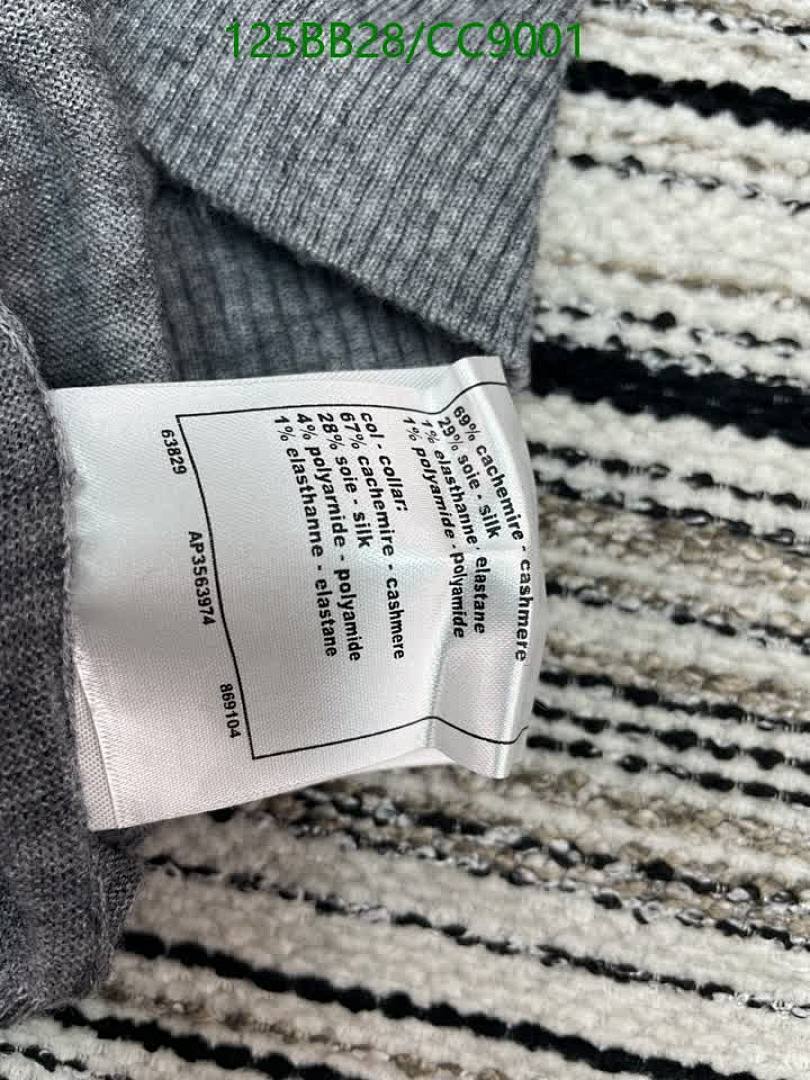 125BB28/CC9001
69% cachemire - cashmere
29% soie - silk
1% elasthanne - elastane
1% polyamide - polyamide
col - collar:
67% cachemire - cashmere
28% soie - silk
4% polyamide - polyamide
1% elasthanne - elastane
63829 AP3563974 869104